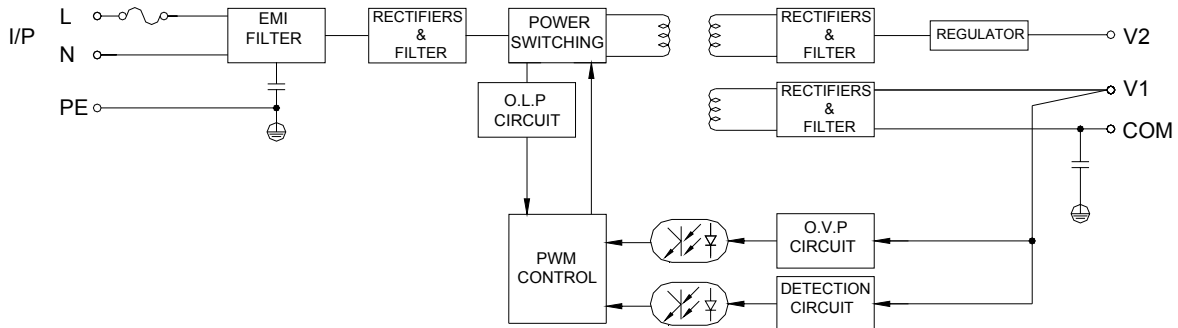 I/P
L
N
PE
EMI
FILTER
RECTIFIERS
&
FILTER
POWER
SWITCHING
O.L.P
CIRCUIT
PWM
CONTROL
RECTIFIERS
&
FILTER
REGULATOR
V2
RECTIFIERS
&
FILTER
V1
COM
O.V.P
CIRCUIT
DETECTION
CIRCUIT